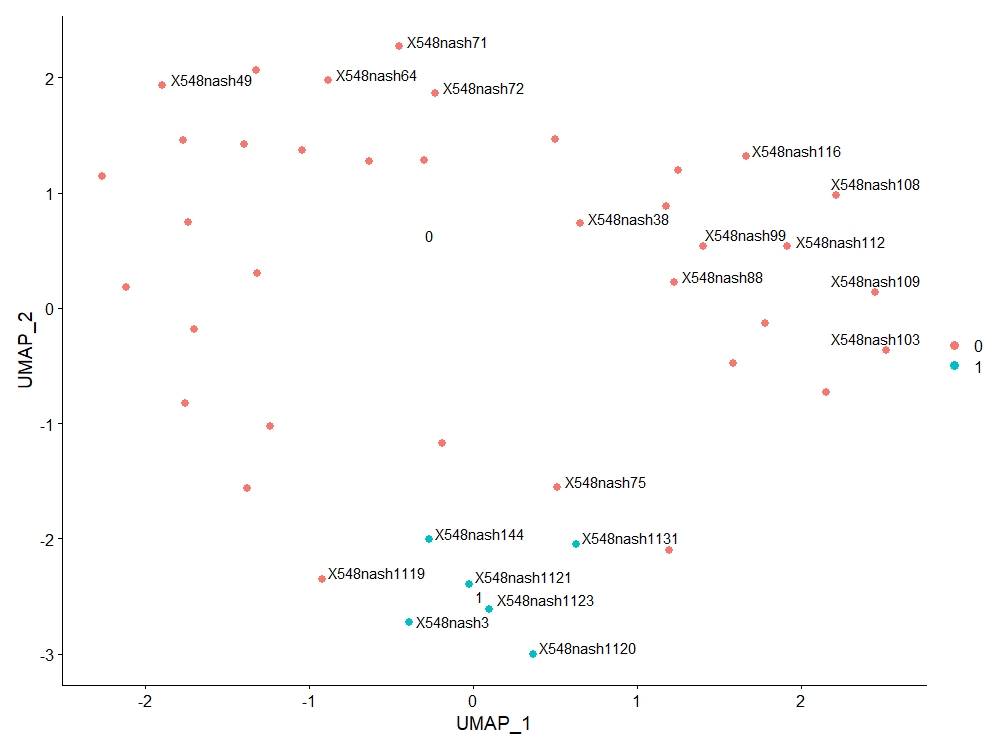 X548nash71
X548nash64
X548nash49
X548nash72
X548nash116
X548nash108
X548nash38
0
X548nash99
X548nash112
X548nash88
X548nash109
X548nash103
X548nash75
X548nash144
X548nash1131
X548nash1119
X548nash1121
1
X548nash1123
X548nash3
X548nash1120
2
1
0
-1
-2
-3
UMAP_2
-2
-1
0
1
2
UMAP_1
0
1